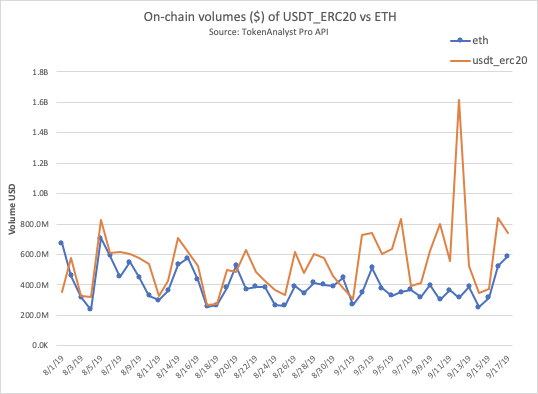 On-chain volumes ($) of USDT_ERC20 vs ETH
Source: TokenAnalyst Pro API
eth
usdt_erc20
Volume USD
1.8B
1.6B
1.4B
1.2B
1.0B
800.0M
600.0M
400.0M
200.0M
0.0K
8/1/19
8/3/19
8/5/19
8/7/19
8/9/19
8/11/19
8/14/19
8/16/19
8/18/19
8/20/19
8/22/19
8/24/19
8/26/19
8/28/19
8/30/19
9/1/19
9/3/19
9/5/19
9/7/19
9/9/19
9/11/19
9/13/19
9/15/19
9/17/19